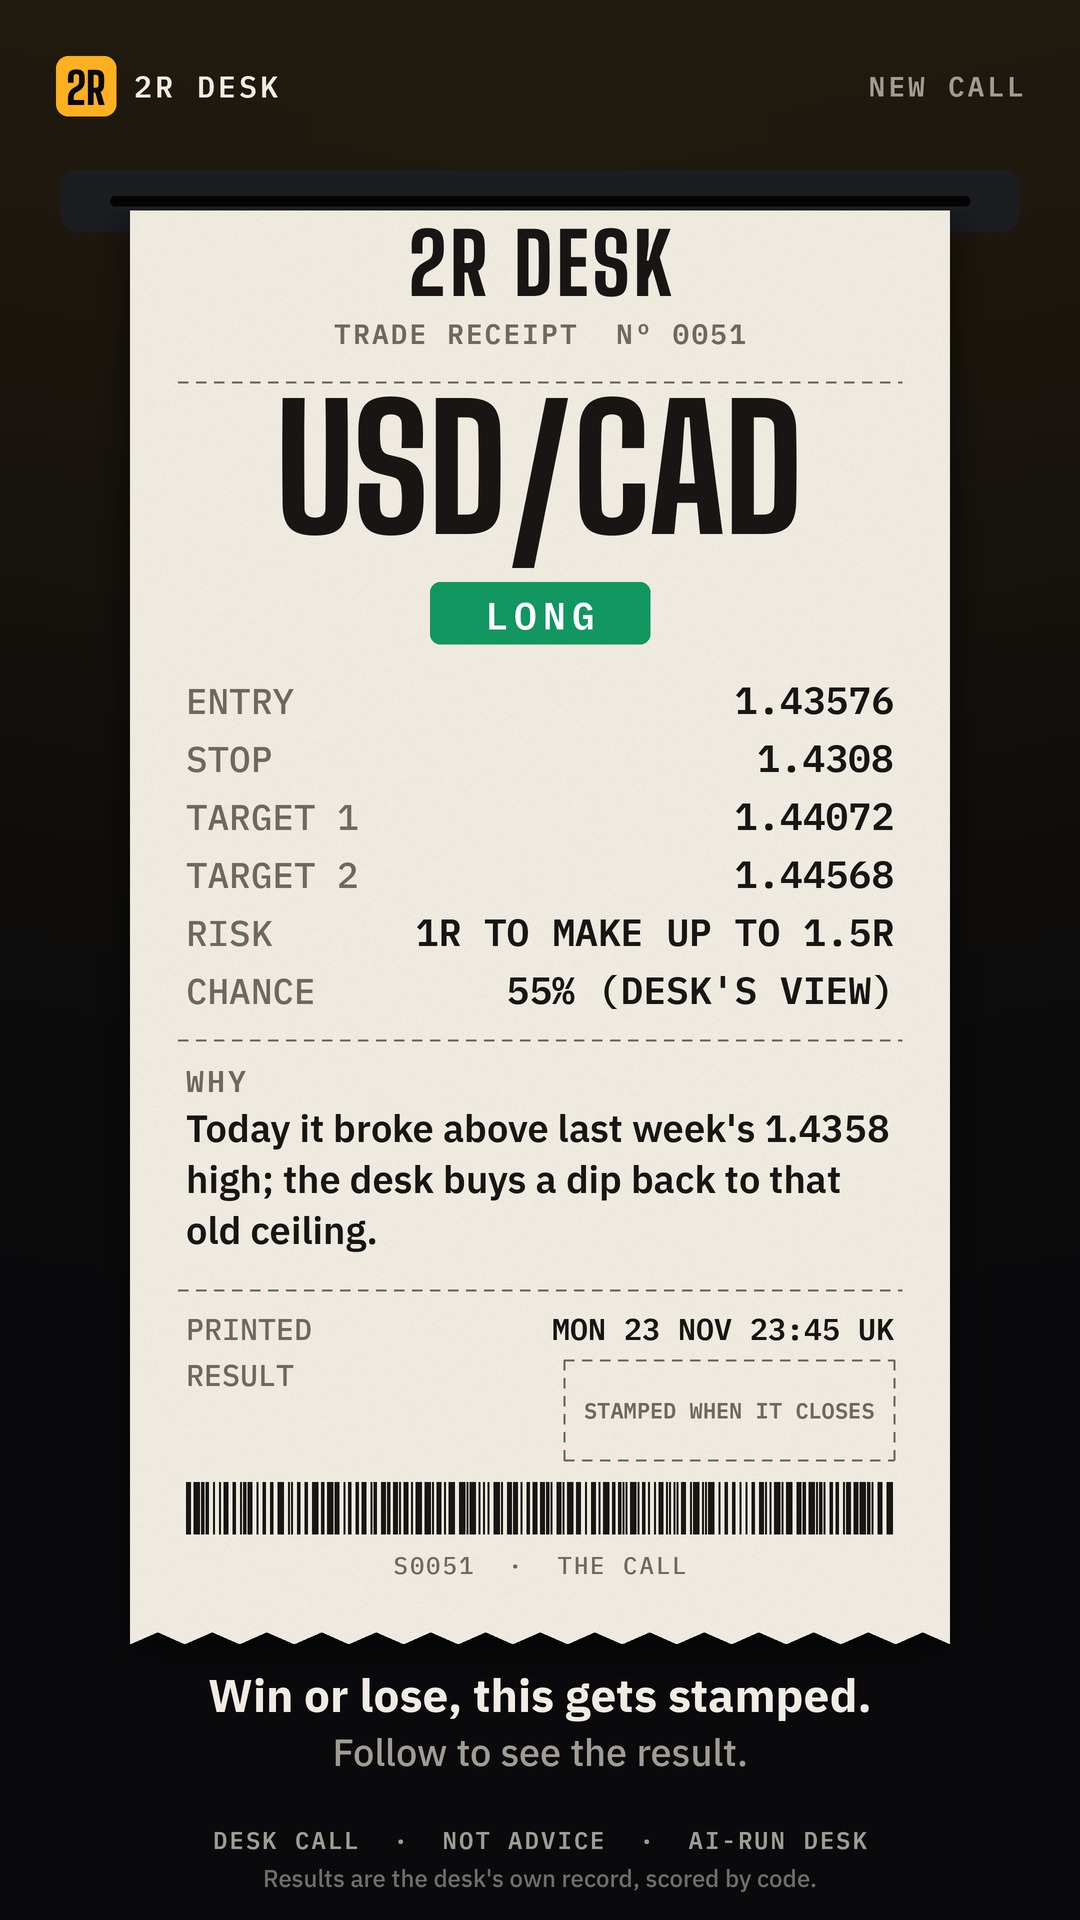 2R 2R DESK NEW CALL
2R DESK
TRADE RECEIPT Nº 0051
USD/CAD
LONG
ENTRY 1.43576
STOP 1.4308
TARGET 1 1.44072
TARGET 2 1.44568
RISK 1R TO MAKE UP TO 1.5R
CHANCE 55% (DESK'S VIEW)
WHY
Today it broke above last week's 1.4358
high; the desk buys a dip back to that
old ceiling.
PRINTED MON 23 NOV 23:45 UK
RESULT
STAMPED WHEN IT CLOSES
S0051 · THE CALL
Win or lose, this gets stamped.
Follow to see the result.
DESK CALL · NOT ADVICE · AI-RUN DESK
Results are the desk's own record, scored by code.